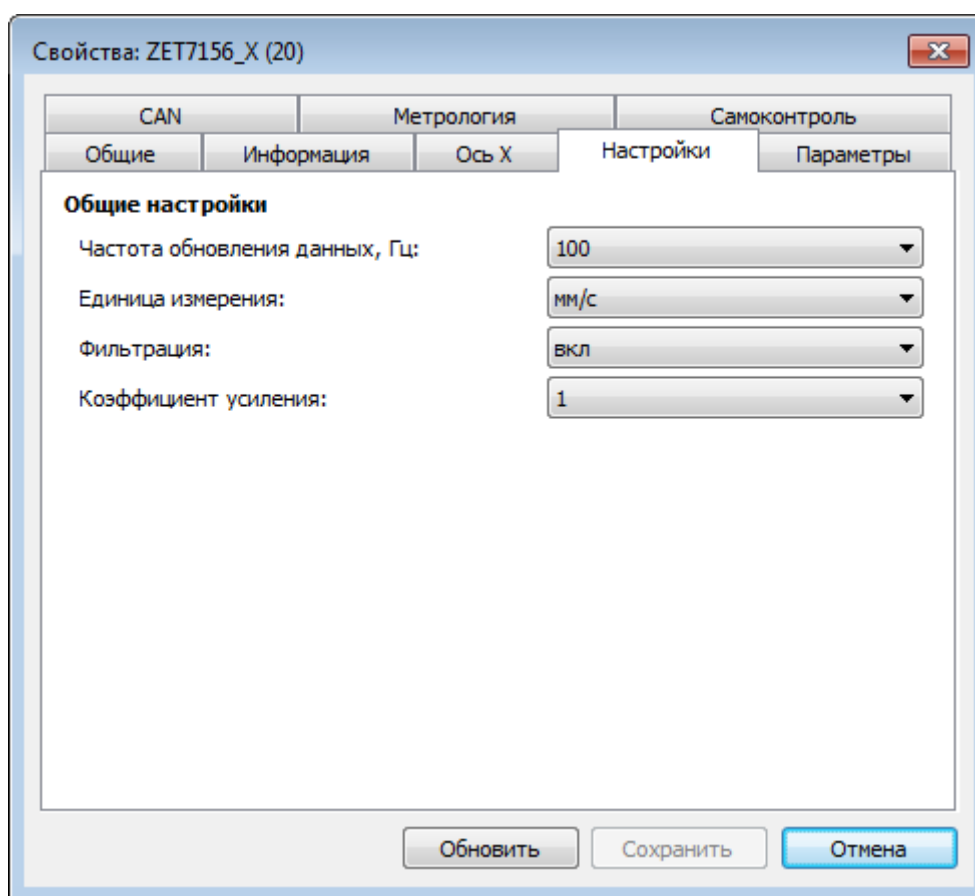 Свойства: ZET7156_X (20)
CAN Метрология Самоконтроль
Общие Информация Ось X Настройки Параметры
Общие настройки
Частота обновления данных, Гц: 100
Единица измерения: мм/с
Фильтрация: вкл
Коэффициент усиления: 1
Обновить Сохранить Отмена